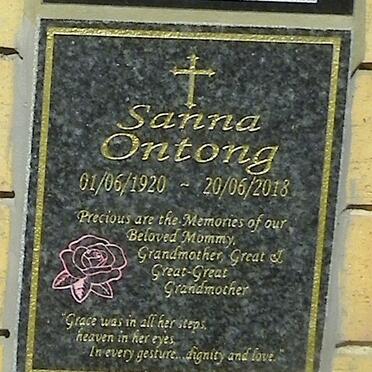 Sanna
Ontong
01/06/1920 ~ 20/06/2018
Precious are the Memories of our
Beloved Mommy,
Grandmother, Great &
Great-Great
Grandmother
"Grace was in all her steps,
heaven in her eyes,
In every gesture...dignity and love."